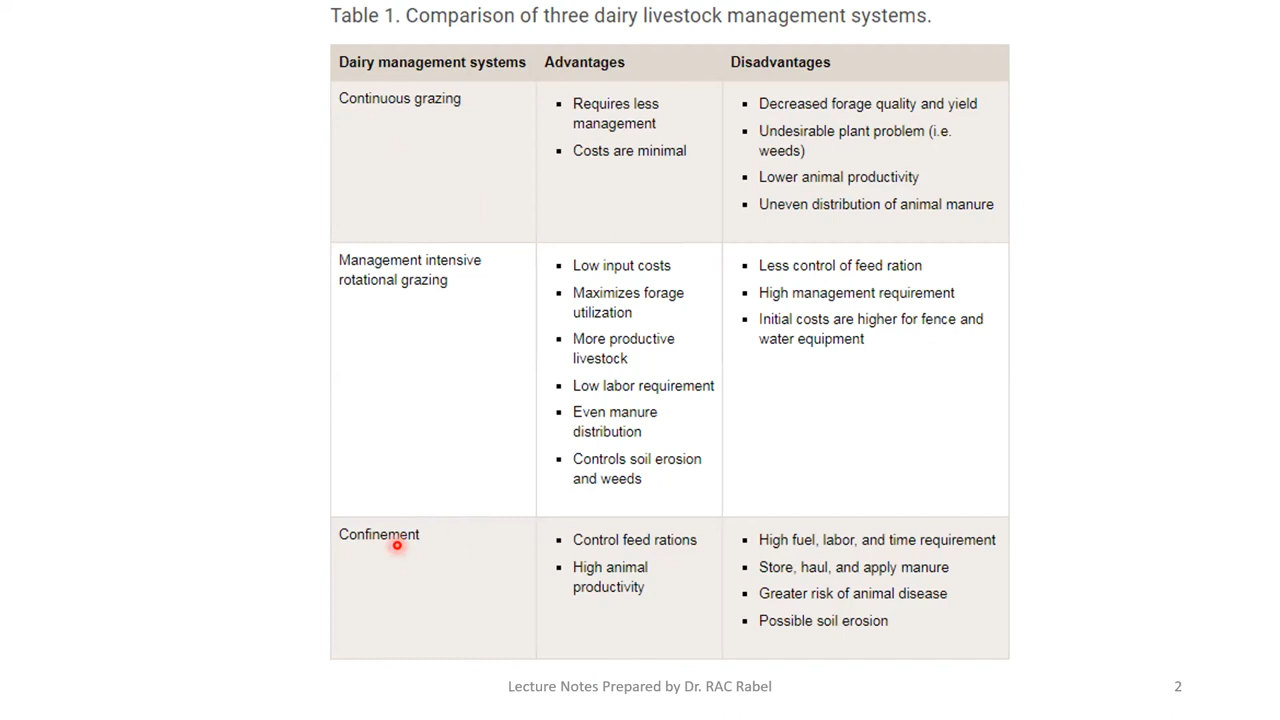 Table 1. Comparison of three dairy livestock management systems.
Dairy management systems
Advantages
Disadvantages
Continuous grazing
▪ Requires less
management
▪ Costs are minimal
▪ Decreased forage quality and yield
▪ Undesirable plant problem (i.e.
weeds)
▪ Lower animal productivity
▪ Uneven distribution of animal manure
Management intensive
rotational grazing
▪ Low input costs
▪ Maximizes forage
utilization
▪ More productive
livestock
▪ Low labor requirement
▪ Even manure
distribution
▪ Controls soil erosion
and weeds
▪ Less control of feed ration
▪ High management requirement
▪ Initial costs are higher for fence and
water equipment
Confinement
▪ Control feed rations
▪ High animal
productivity
▪ High fuel, labor, and time requirement
▪ Store, haul, and apply manure
▪ Greater risk of animal disease
▪ Possible soil erosion
Lecture Notes Prepared by Dr. RAC Rabel
2